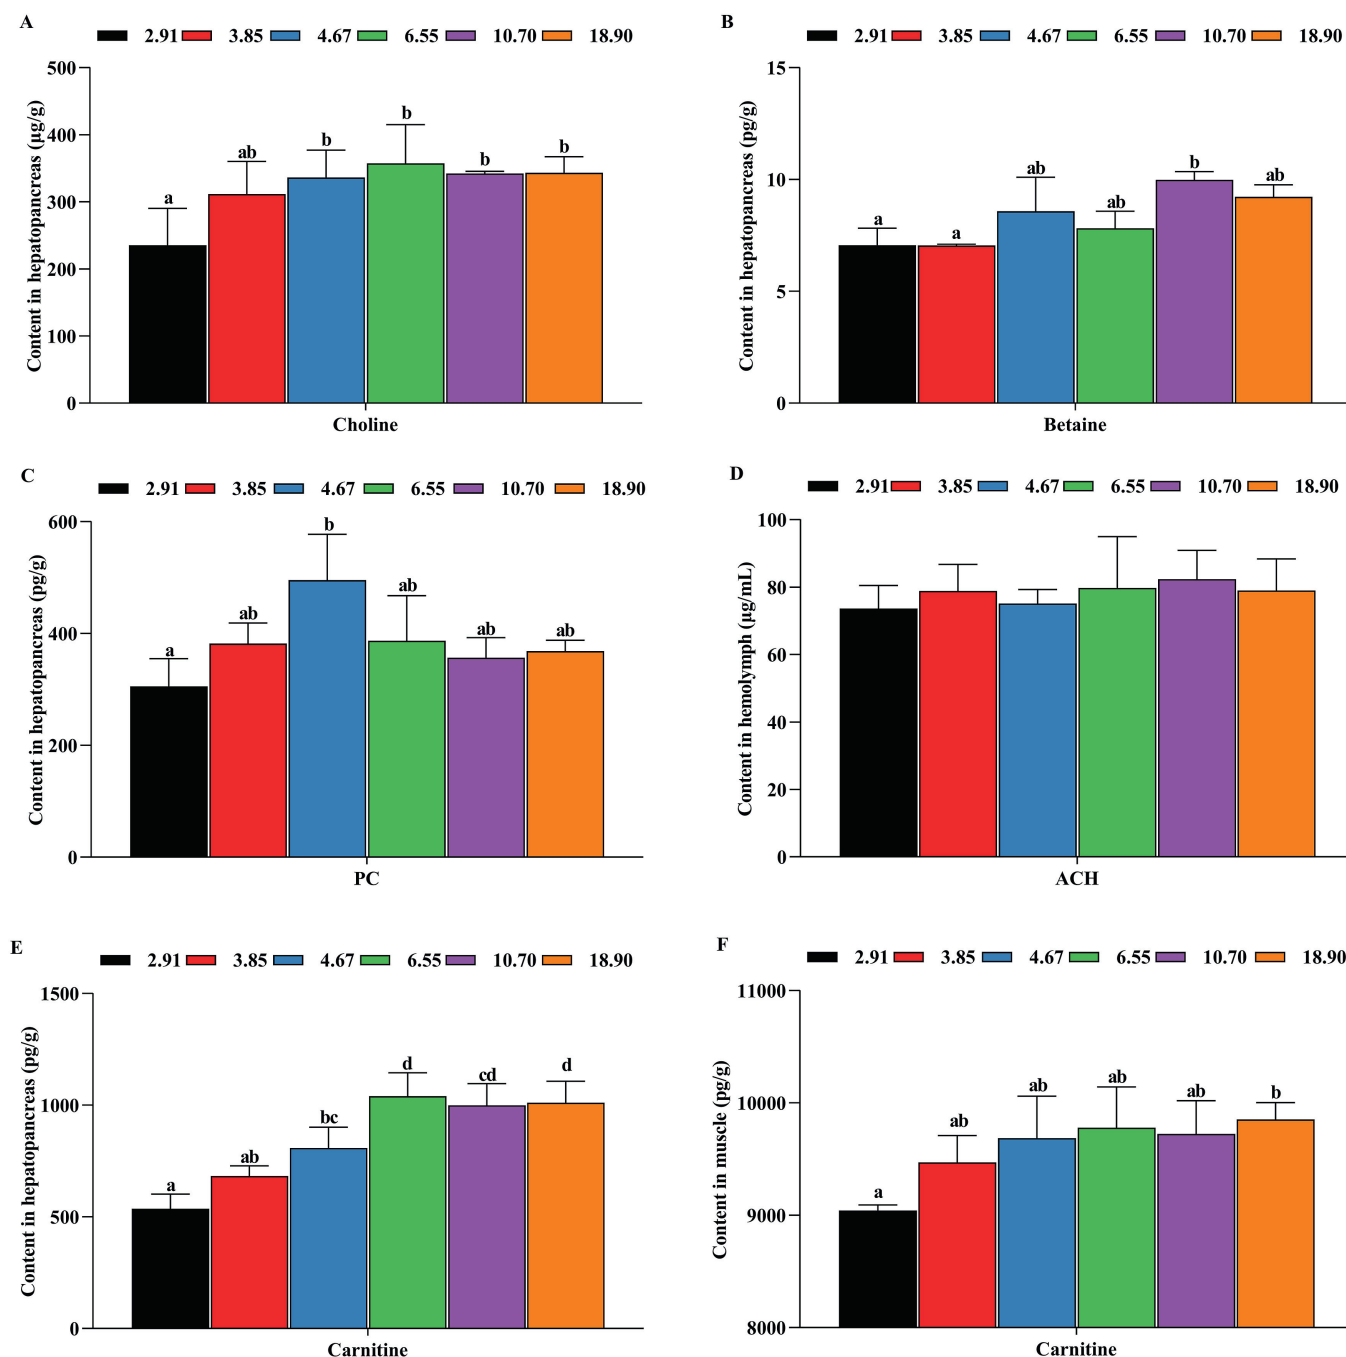 A
2.91 3.85 4.67 6.55 10.70 18.90
Content in hepatopancreas (μg/g)
500
400
300
200
100
0
a ab b b b b
Choline
B
2.91 3.85 4.67 6.55 10.70 18.90
Content in hepatopancreas (pg/g)
15
10
5
0
a a ab ab b ab
Betaine
C
2.91 3.85 4.67 6.55 10.70 18.90
Content in hepatopancreas (pg/g)
600
400
200
0
a ab b ab ab ab
PC
D
2.91 3.85 4.67 6.55 10.70 18.90
Content in hemolymph (μg/mL)
100
80
60
40
20
0
ACH
E
2.91 3.85 4.67 6.55 10.70 18.90
Content in hepatopancreas (pg/g)
1500
1000
500
0
a ab bc d cd d
Carnitine
F
2.91 3.85 4.67 6.55 10.70 18.90
Content in muscle (pg/g)
11000
10000
9000
8000
a ab ab ab ab b
Carnitine